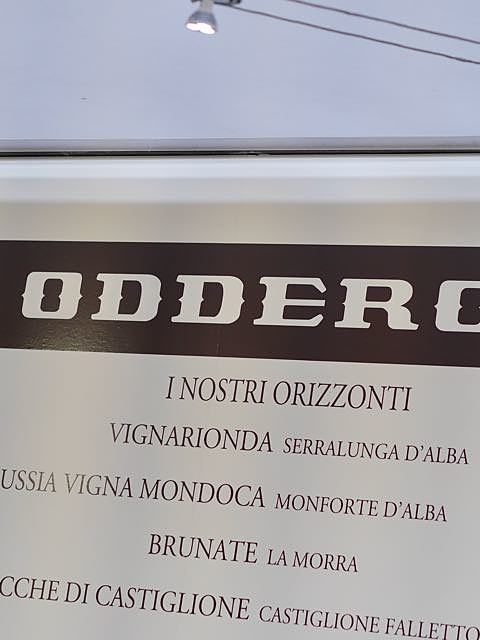 ODDERO
I NOSTRI ORIZZONTI
VIGNARIONDA SERRALUNGA D'ALBA
USSIA VIGNA MONDOCA MONFORTE D'ALBA
BRUNATE LA MORRA
CCHE DI CASTIGLIONE CASTIGLIONE FALLETTO